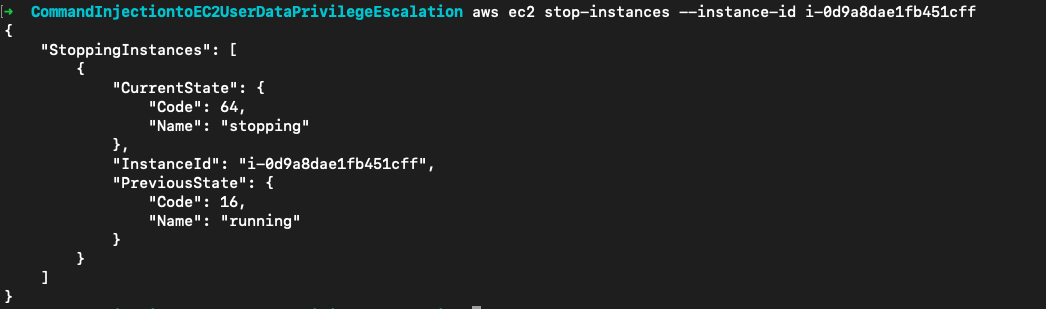 [→ CommandInjectiontoEC2UserDataPrivilegeEscalation aws ec2 stop-instances --instance-id i-0d9a8dae1fb451cff
{
    "StoppingInstances": [
        {
            "CurrentState": {
                "Code": 64,
                "Name": "stopping"
            },
            "InstanceId": "i-0d9a8dae1fb451cff",
            "PreviousState": {
                "Code": 16,
                "Name": "running"
            }
        }
    ]
}